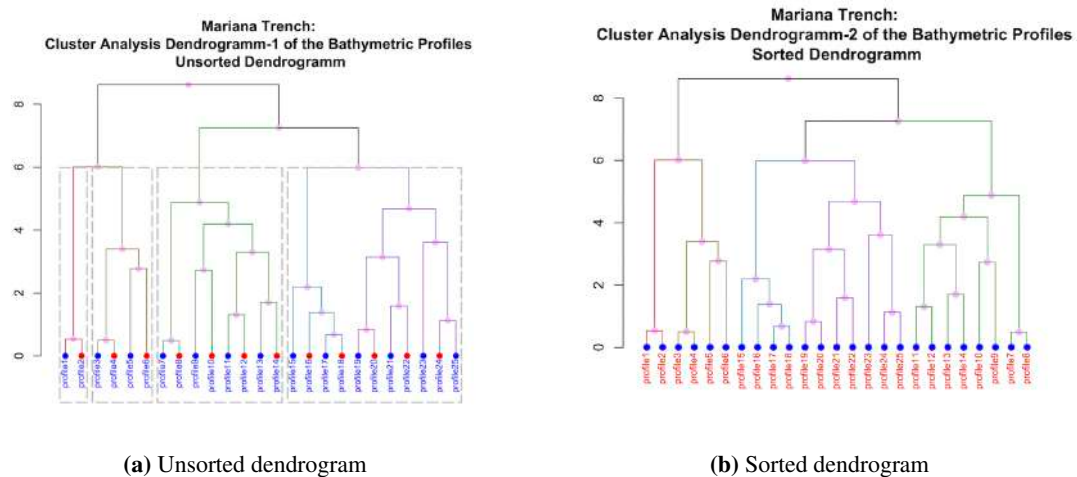 Mariana Trench:
Cluster Analysis Dendrogramm-1 of the Bathymetric Profiles
Unsorted Dendrogramm
8
6
4
2
0
profile1
profile2
profile3
profile4
profile5
profile6
profile7
profile8
profile9
profile10
profile11
profile12
profile13
profile14
profile15
profile16
profile17
profile18
profile19
profile20
profile21
profile22
profile23
profile24
profile25
(a) Unsorted dendrogram
Mariana Trench:
Cluster Analysis Dendrogramm-2 of the Bathymetric Profiles
Sorted Dendrogramm
8
6
4
2
0
profile1
profile2
profile3
profile4
profile5
profile6
profile15
profile16
profile17
profile18
profile19
profile20
profile21
profile22
profile23
profile24
profile25
profile11
profile12
profile13
profile14
profile10
profile9
profile7
profile8
(b) Sorted dendrogram